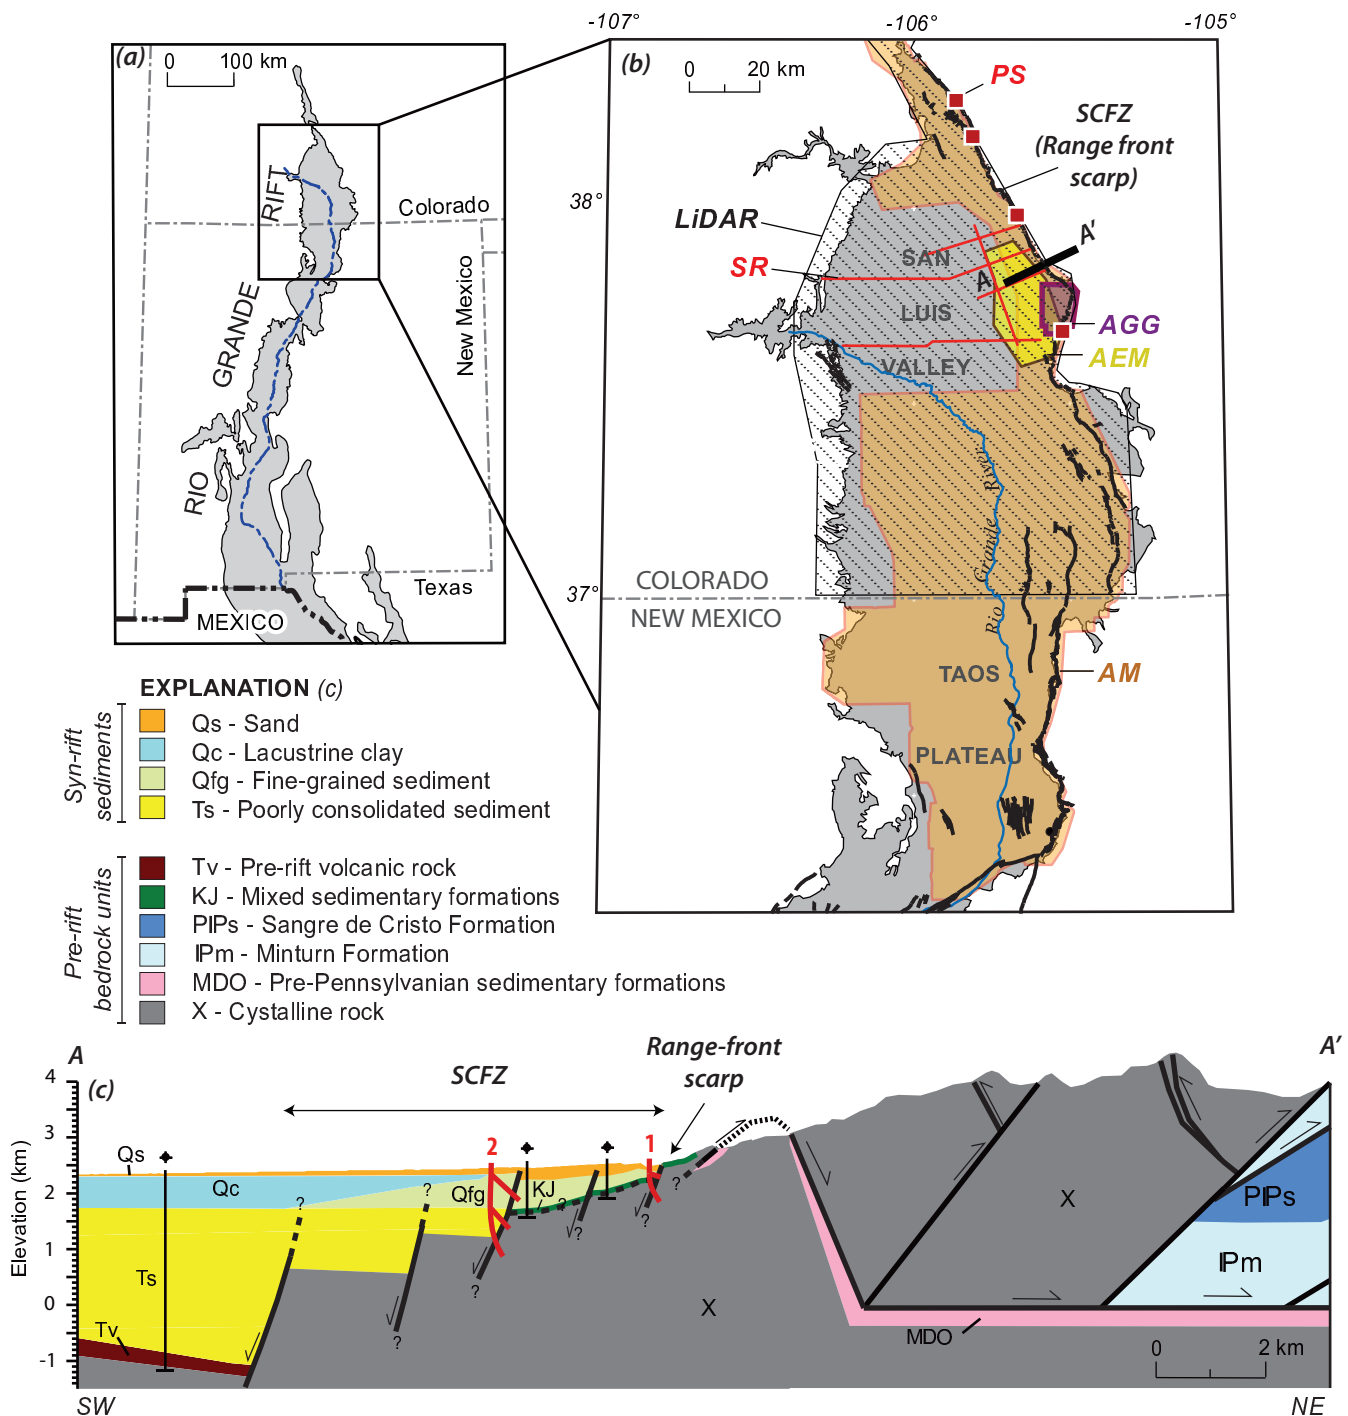 -107°
-106°
-105°
(a)
0
100 km
RIFT
GRANDE
RIO
Colorado
New Mexico
Texas
MEXICO
(b)
0
20 km
PS
SCFZ
(Range front
scarp)
38°
LiDAR
SR
SAN
LUIS
VALLEY
A
A'
AGG
AEM
Rio Grande River
COLORADO
37°
NEW MEXICO
TAOS
PLATEAU
AM
EXPLANATION (c)
Syn-rift
sediments
Qs - Sand
Qc - Lacustrine clay
Qfg - Fine-grained sediment
Ts - Poorly consolidated sediment
Pre-rift
bedrock units
Tv - Pre-rift volcanic rock
KJ - Mixed sedimentary formations
PIPs - Sangre de Cristo Formation
IPm - Minturn Formation
MDO - Pre-Pennsylvanian sedimentary formations
X - Cystalline rock
A
A'
(c)
SCFZ
Range-front
scarp
Elevation (km)
4
3
2
1
0
-1
Qs
Qc
Qfg
KJ
Ts
Tv
2
1
?
?
?
?
?
?
?
?
X
X
PIPs
IPm
MDO
0
2 km
SW
NE